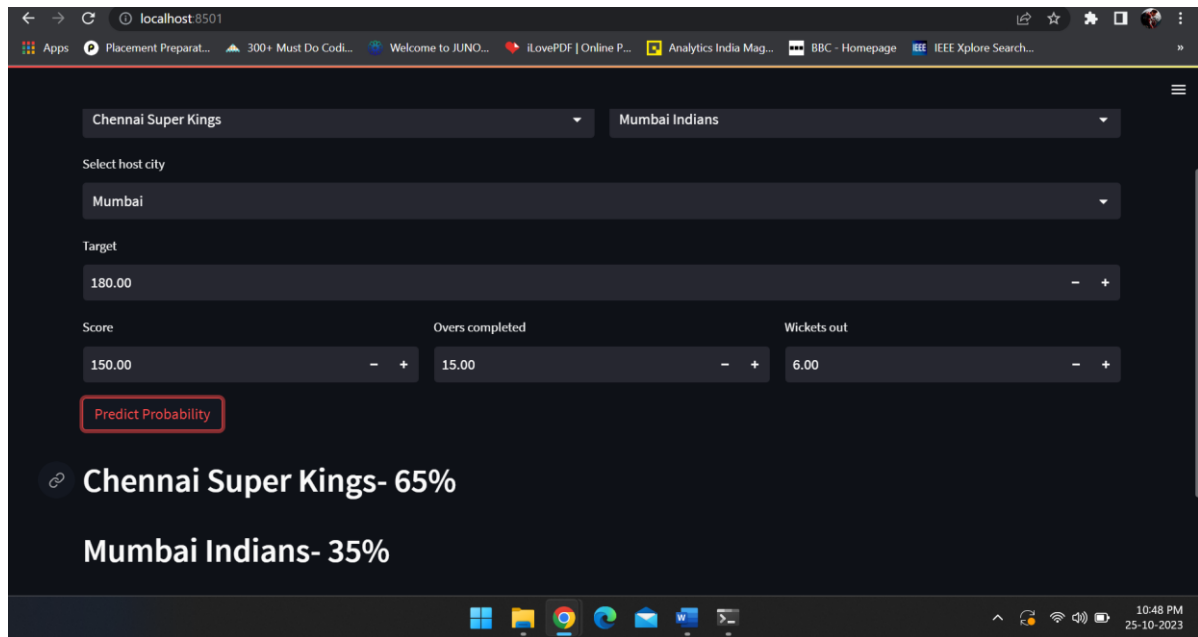 localhost:8501
Apps Placement Preparat... 300+ Must Do Codi... Welcome to JUNO... iLovePDF | Online P... Analytics India Mag... BBC - Homepage IEEE IEEE Xplore Search... »
Chennai Super Kings Mumbai Indians
Select host city
Mumbai
Target
180.00 − +
Score Overs completed Wickets out
150.00 − + 15.00 − + 6.00 − +
Predict Probability
Chennai Super Kings- 65%
Mumbai Indians- 35%
10:48 PM
25-10-2023